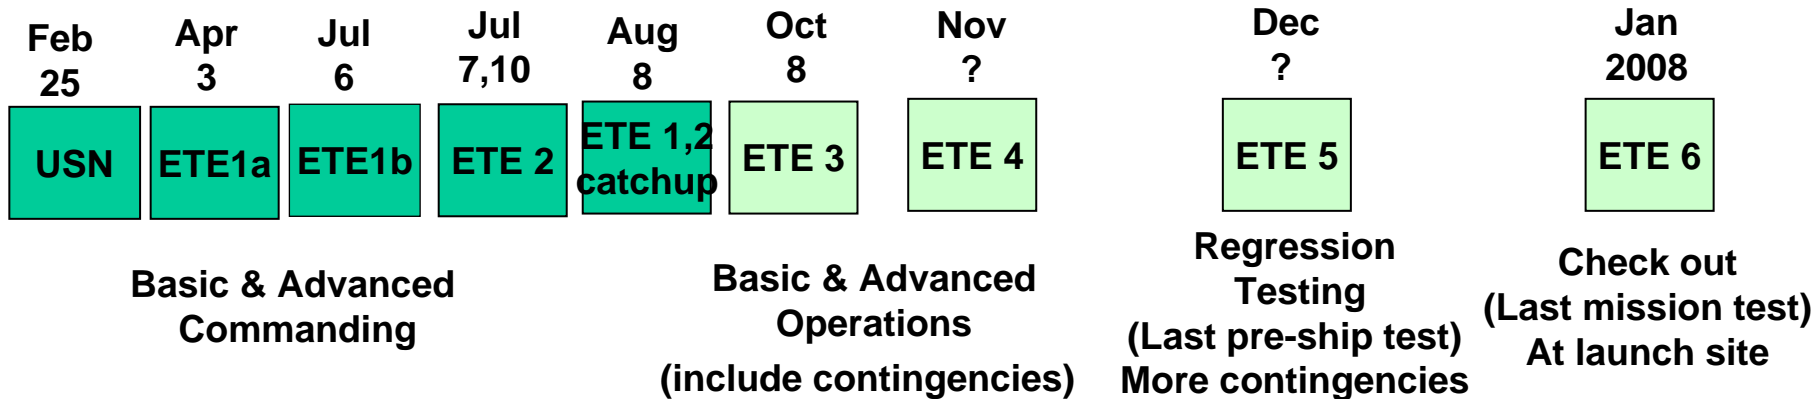 Feb
25
Apr
3
Jul
6
Jul
7,10
Aug
8
Oct
8
Nov
?
Dec
?
Jan
2008
USN
ETE1a
ETE1b
ETE 2
ETE 1,2
catchup
ETE 3
ETE 4
ETE 5
ETE 6
Basic & Advanced
Commanding
Basic & Advanced
Operations
(include contingencies)
Regression
Testing
(Last pre-ship test)
More contingencies
Check out
(Last mission test)
At launch site